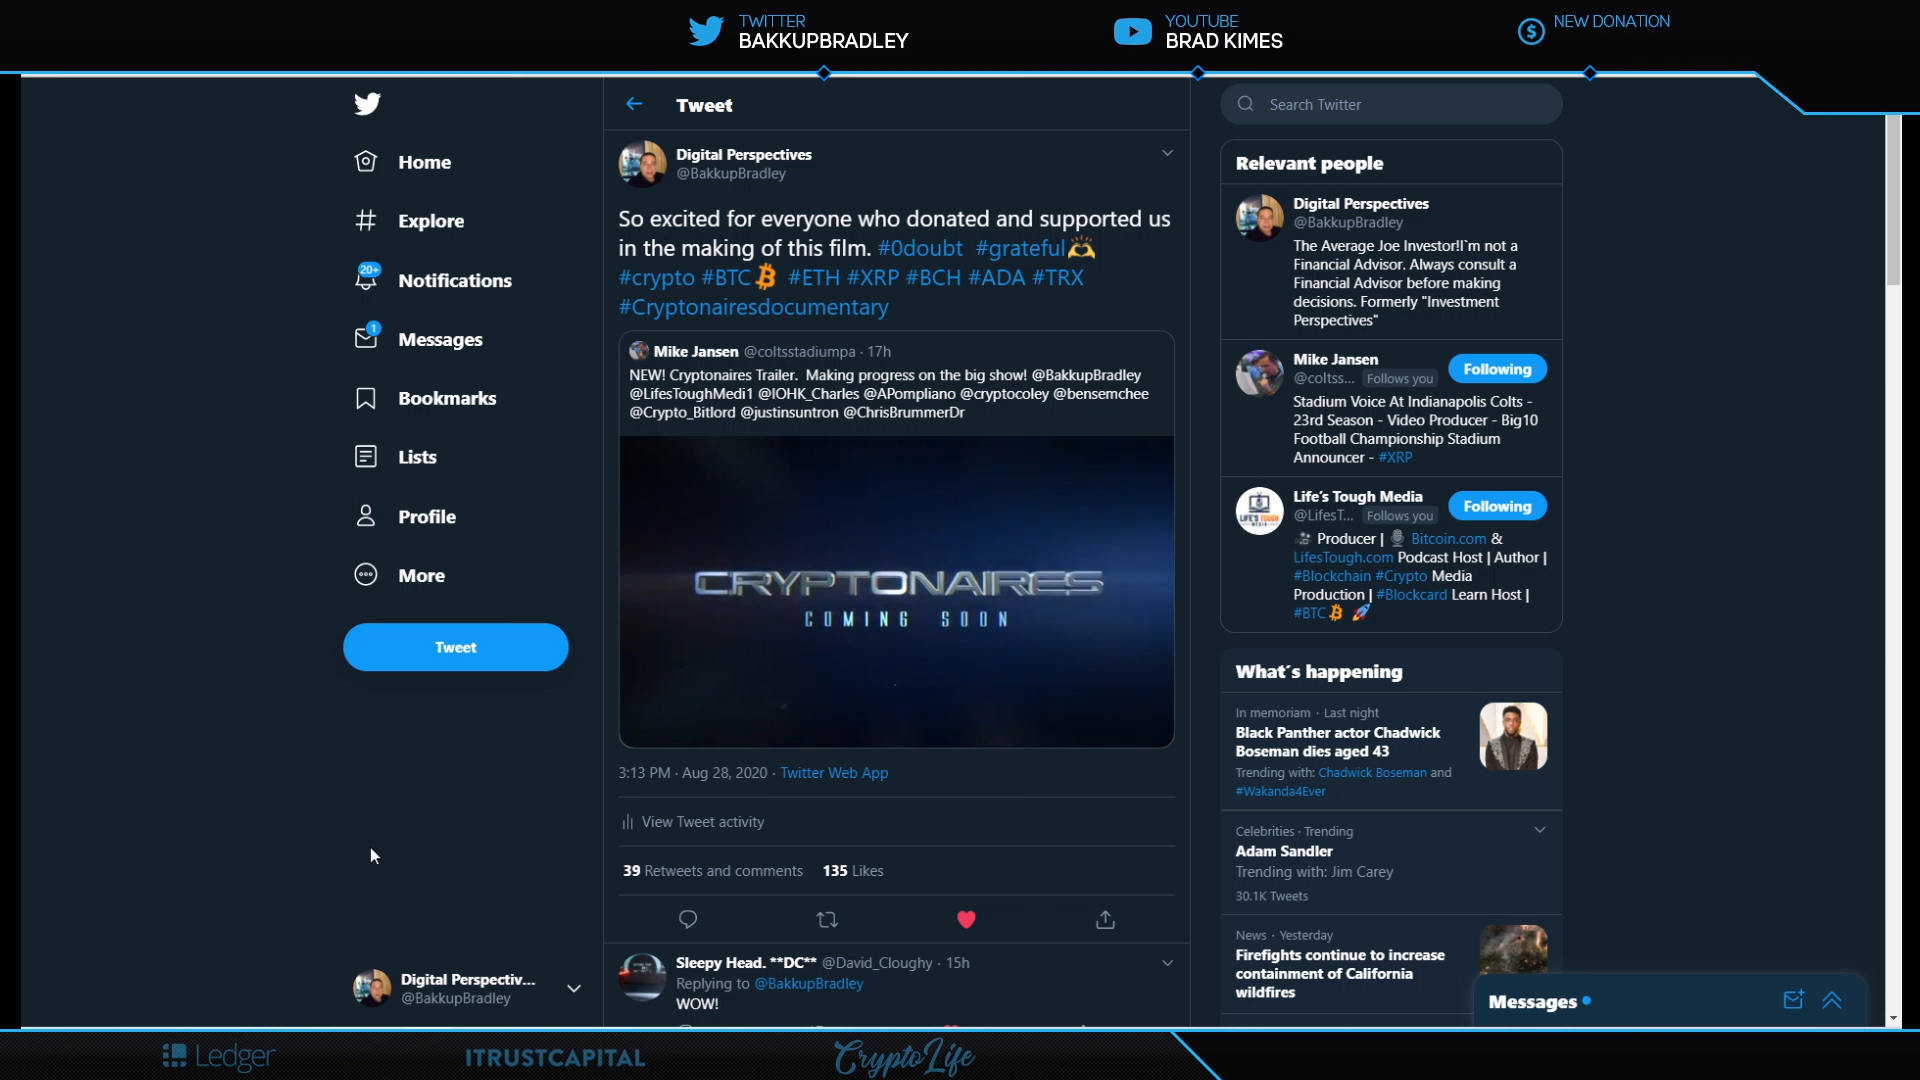 TWITTER
BAKKUPBRADLEY
YOUTUBE
BRAD KIMES
NEW DONATION
Home
Explore
20+
Notifications
1
Messages
Bookmarks
Lists
Profile
More
Tweet
Digital Perspectiv...
@BakkupBradley
Tweet
Digital Perspectives
@BakkupBradley
So excited for everyone who donated and supported us
in the making of this film. #0doubt #grateful
#crypto #BTC #ETH #XRP #BCH #ADA #TRX
#Cryptonairesdocumentary
Mike Jansen @coltsstadiumpa · 17h
NEW! Cryptonaires Trailer. Making progress on the big show! @BakkupBradley
@LifesToughMedi1 @IOHK_Charles @APompliano @cryptocoley @bensemchee
@Crypto_Bitlord @justinsuntron @ChrisBrummerDr
CRYPTONAIRES
COMING SOON
3:13 PM · Aug 28, 2020 · Twitter Web App
View Tweet activity
39 Retweets and comments 135 Likes
Sleepy Head. **DC** @David_Cloughy · 15h
Replying to @BakkupBradley
WOW!
Search Twitter
Relevant people
Digital Perspectives
@BakkupBradley
The Average Joe Investor!I`m not a
Financial Advisor. Always consult a
Financial Advisor before making
decisions. Formerly "Investment
Perspectives"
Mike Jansen
@coltss... Follows you
Following
Stadium Voice At Indianapolis Colts -
23rd Season - Video Producer - Big10
Football Championship Stadium
Announcer - #XRP
LIFE'S TOUGH
MEDIA
Life's Tough Media
@LifesT... Follows you
Following
Producer | Bitcoin.com &
LifesTough.com Podcast Host | Author |
#Blockchain #Crypto Media
Production | #Blockcard Learn Host |
#BTC
What´s happening
In memoriam · Last night
Black Panther actor Chadwick
Boseman dies aged 43
Trending with: Chadwick Boseman and
#Wakanda4Ever
Celebrities · Trending
Adam Sandler
Trending with: Jim Carey
30.1K Tweets
News · Yesterday
Firefights continue to increase
containment of California
wildfires
Messages
Ledger
ITRUSTCAPITAL
CryptoLife